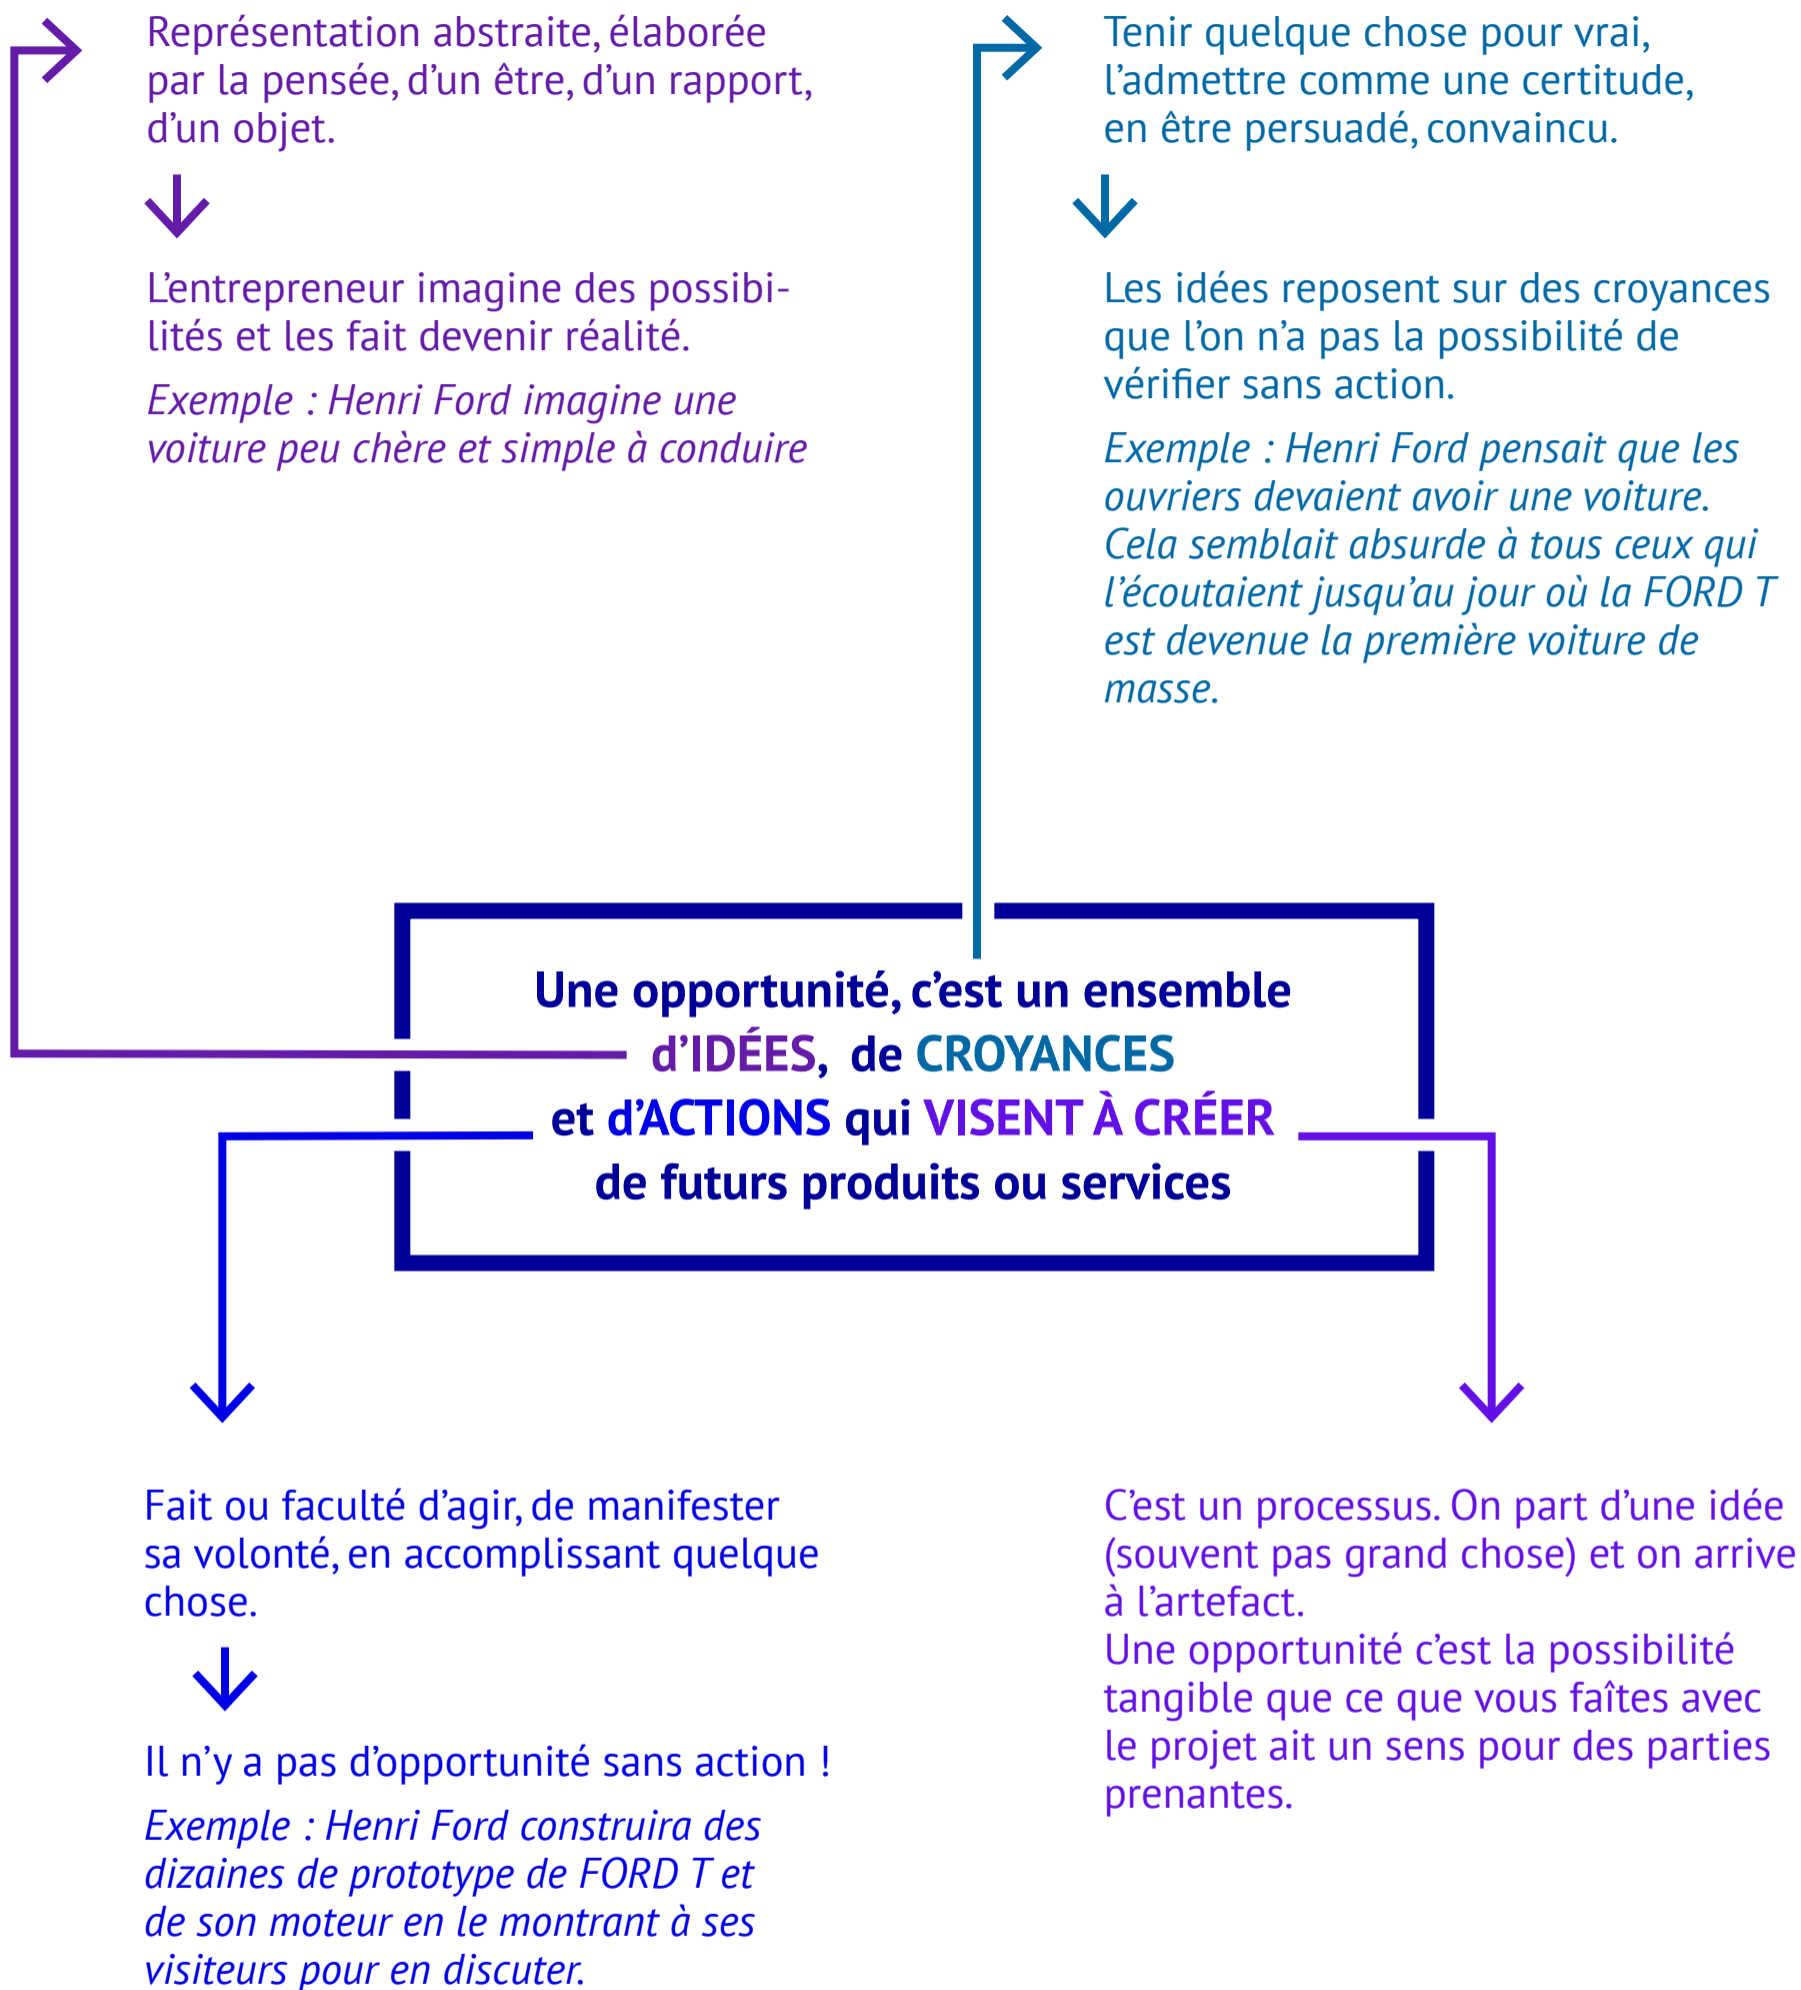 Représentation abstraite, élaborée
par la pensée, d’un être, d’un rapport,
d’un objet.
L’entrepreneur imagine des possibi-
lités et les fait devenir réalité.
Exemple : Henri Ford imagine une
voiture peu chère et simple à conduire
Tenir quelque chose pour vrai,
l’admettre comme une certitude,
en être persuadé, convaincu.
Les idées reposent sur des croyances
que l’on n’a pas la possibilité de
vérifier sans action.
Exemple : Henri Ford pensait que les
ouvriers devaient avoir une voiture.
Cela semblait absurde à tous ceux qui
l’écoutaient jusqu’au jour où la FORD T
est devenue la première voiture de
masse.
Une opportunité, c’est un ensemble
d’IDÉES, de CROYANCES
et d’ACTIONS qui VISENT À CRÉER
de futurs produits ou services
Fait ou faculté d’agir, de manifester
sa volonté, en accomplissant quelque
chose.
Il n’y a pas d’opportunité sans action !
Exemple : Henri Ford construira des
dizaines de prototype de FORD T et
de son moteur en le montrant à ses
visiteurs pour en discuter.
C’est un processus. On part d’une idée
(souvent pas grand chose) et on arrive
à l’artefact.
Une opportunité c’est la possibilité
tangible que ce que vous faîtes avec
le projet ait un sens pour des parties
prenantes.